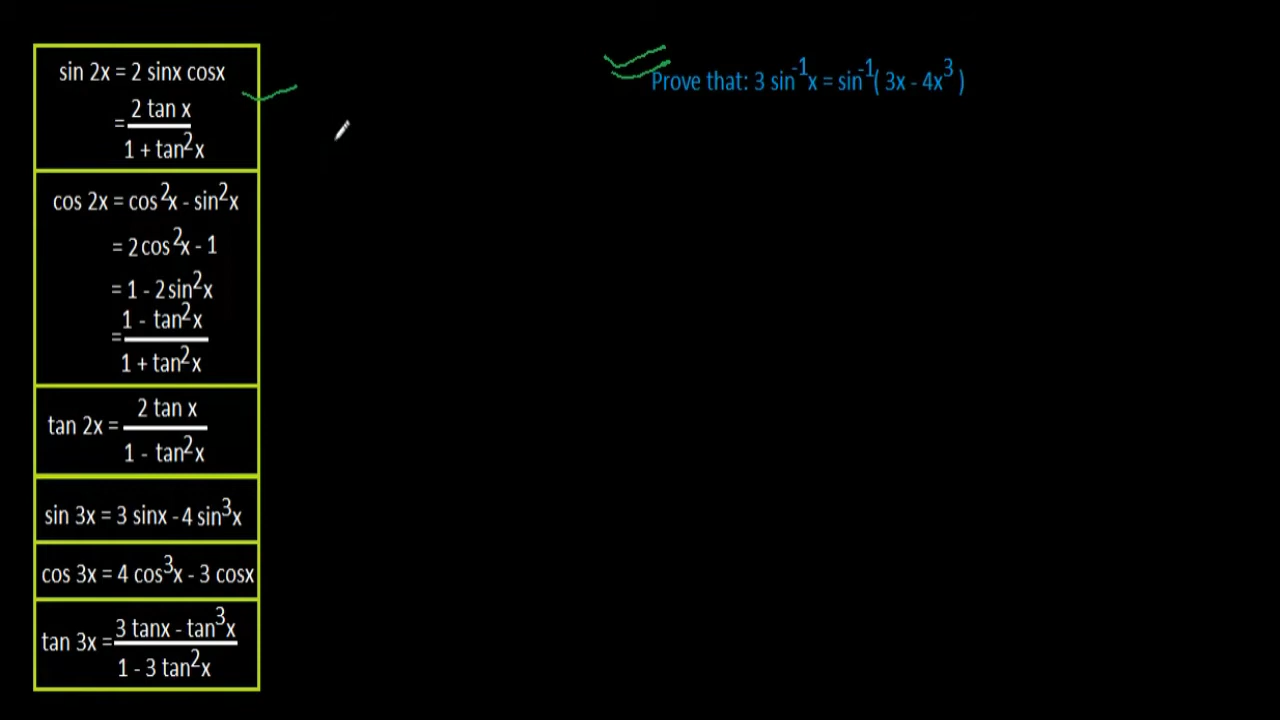 sin 2x = 2 sinx cosx
= 2 tan x
1 + tan²x
cos 2x = cos²x - sin²x
= 2cos²x - 1
= 1 - 2sin²x
= 1 - tan²x
1 + tan²x
tan 2x = 2 tan x
1 - tan²x
sin 3x = 3 sinx - 4 sin³x
cos 3x = 4 cos³x - 3 cosx
tan 3x = 3 tanx - tan³x
1 - 3 tan²x
Prove that: 3 sin⁻¹x = sin⁻¹( 3x - 4x³ )